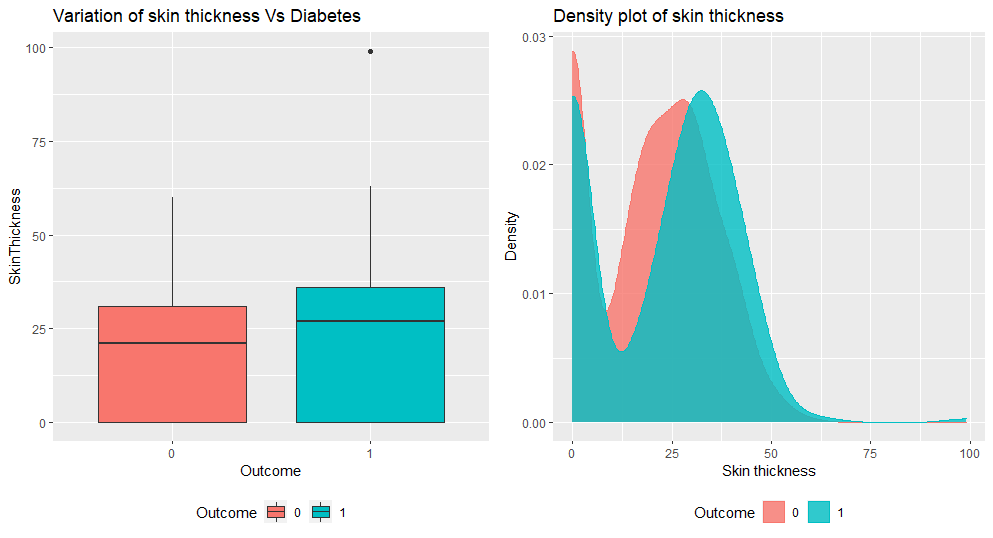 Variation of skin thickness Vs Diabetes
SkinThickness
100
75
50
25
0
0 1
Outcome
Outcome 0 1
Density plot of skin thickness
Density
0.03
0.02
0.01
0.00
0 25 50 75 100
Skin thickness
Outcome 0 1